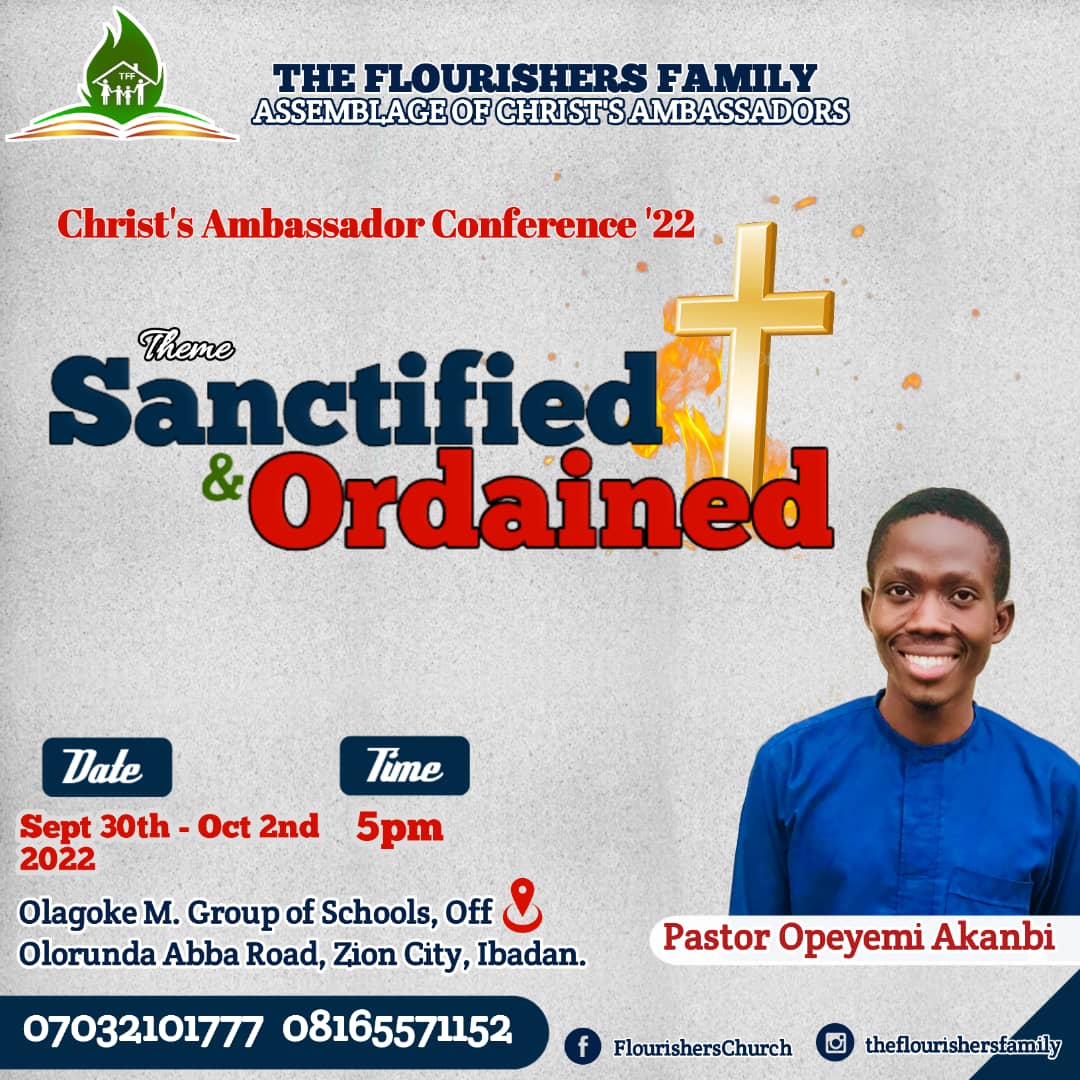 TFF
THE FLOURISHERS FAMILY
ASSEMBLAGE OF CHRIST'S AMBASSADORS
Christ's Ambassador Conference '22
Theme
Sanctified
& Ordained
Date
Time
Sept 30th - Oct 2nd
2022
5pm
Olagoke M. Group of Schools, Off
Olorunda Abba Road, Zion City, Ibadan.
Pastor Opeyemi Akanbi
07032101777 08165571152
FlourishersChurch
theflourishersfamily